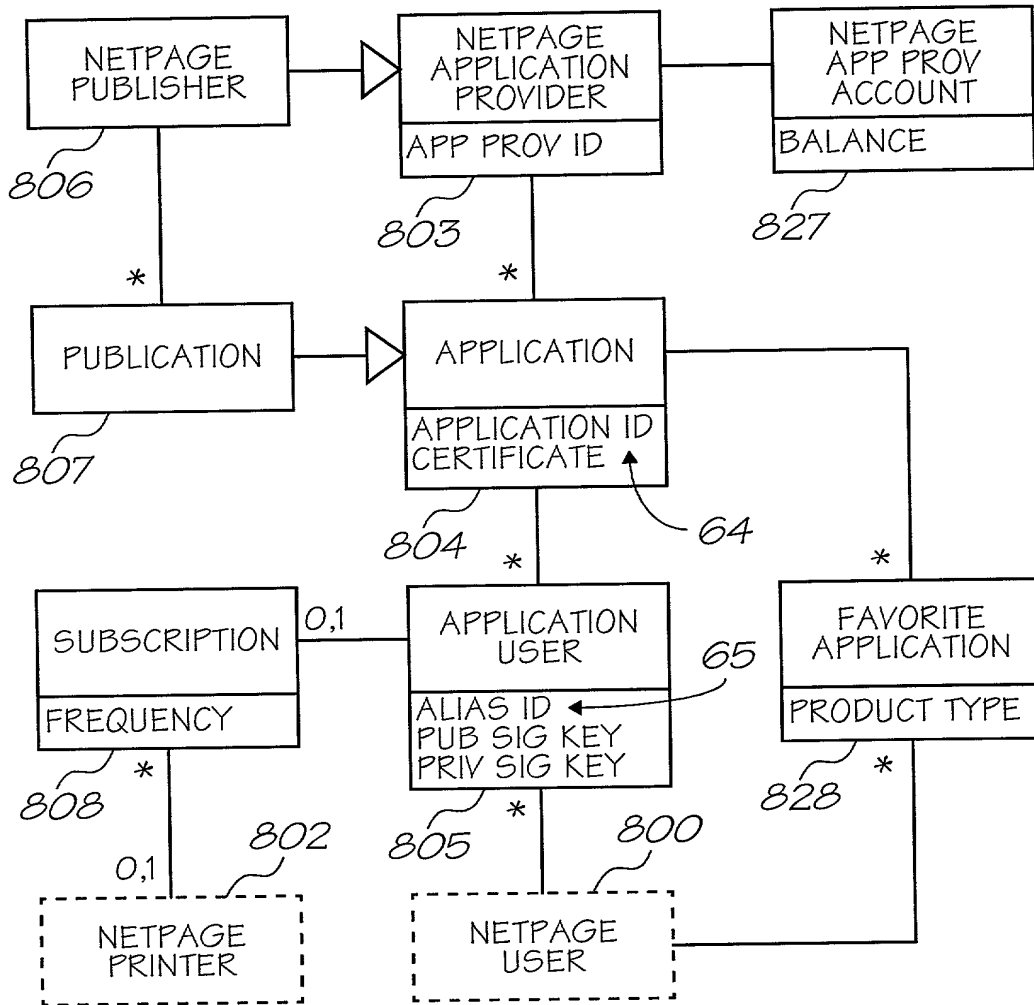 NETPAGE
PUBLISHER
806
NETPAGE
APPLICATION
PROVIDER
APP PROV ID
803
NETPAGE
APP PROV
ACCOUNT
BALANCE
827
*
*
PUBLICATION
807
APPLICATION
APPLICATION ID
CERTIFICATE
804
64
*
*
SUBSCRIPTION
FREQUENCY
808
0,1
APPLICATION
USER
ALIAS ID
PUB SIG KEY
PRIV SIG KEY
805
65
FAVORITE
APPLICATION
PRODUCT TYPE
828
*
*
*
0,1
802
NETPAGE
PRINTER
800
NETPAGE
USER